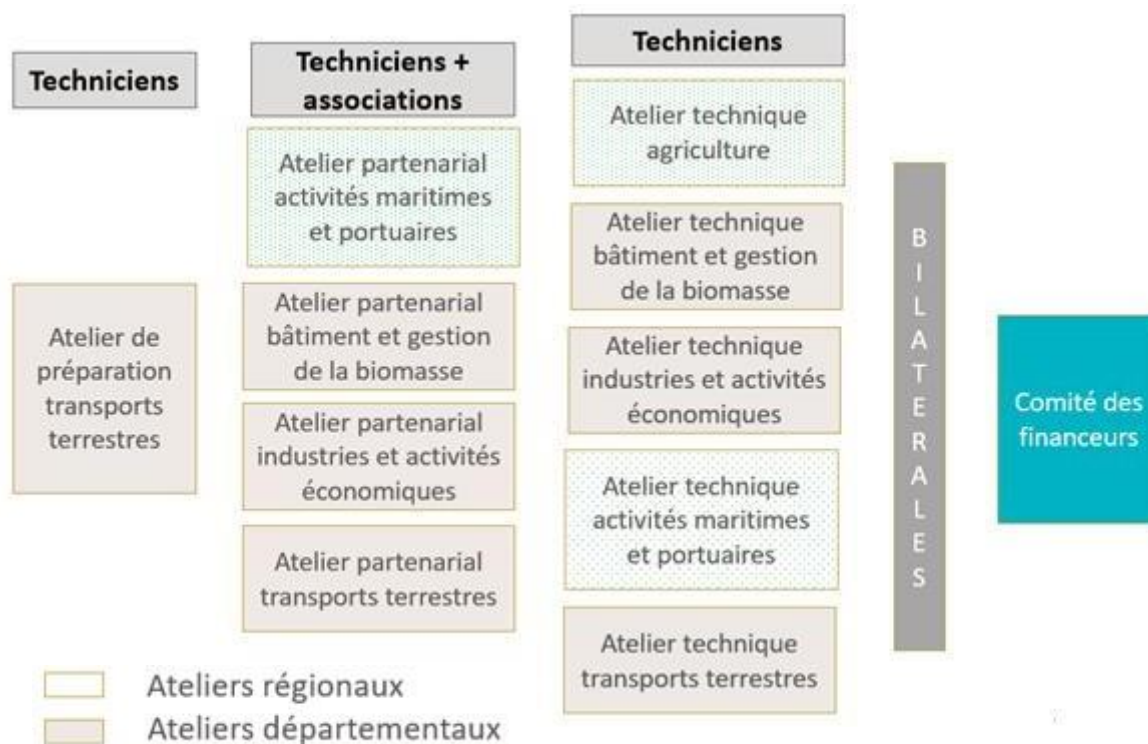 Techniciens
Atelier de
préparation
transports
terrestres
Techniciens +
associations
Atelier partenarial
activités maritimes
et portuaires
Atelier partenarial
bâtiment et gestion
de la biomasse
Atelier partenarial
industries et activités
économiques
Atelier partenarial
transports terrestres
Techniciens
Atelier technique
agriculture
Atelier technique
bâtiment et gestion
de la biomasse
Atelier technique
industries et activités
économiques
Atelier technique
activités maritimes
et portuaires
Atelier technique
transports terrestres
BILATERALES
Comité des
financeurs
Ateliers régionaux
Ateliers départementaux